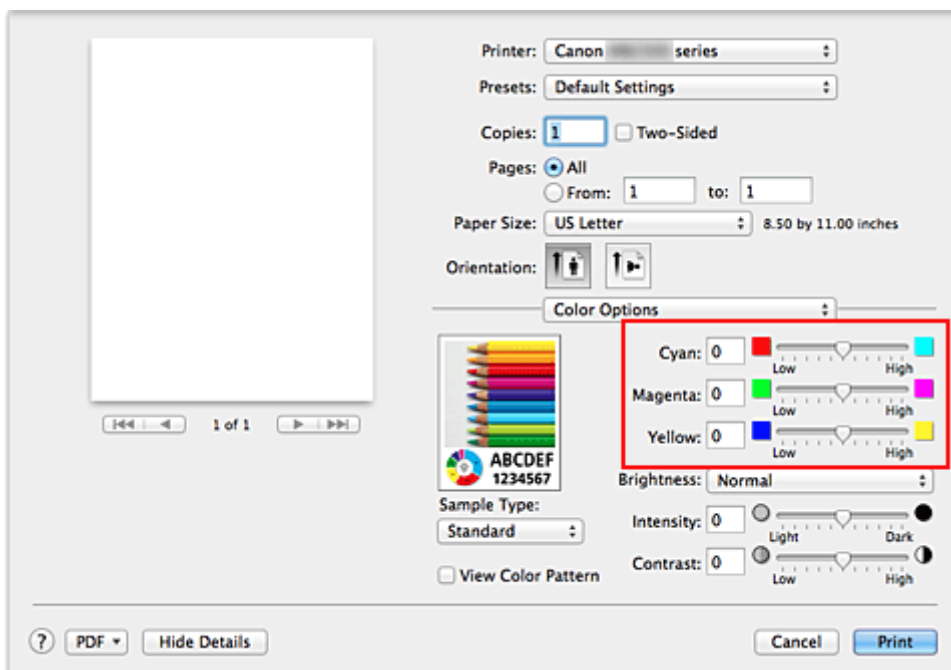 Printer: Canon series
Presets: Default Settings
Copies: 1 Two-Sided
Pages: All
From: 1 to: 1
Paper Size: US Letter 8.50 by 11.00 inches
Orientation:
Color Options
Cyan: 0
Low High
Magenta: 0
Low High
Yellow: 0
Low High
1 of 1
ABCDEF
1234567
Brightness: Normal
Sample Type:
Standard
Intensity: 0
Light Dark
Contrast: 0
Low High
View Color Pattern
? PDF Hide Details Cancel Print